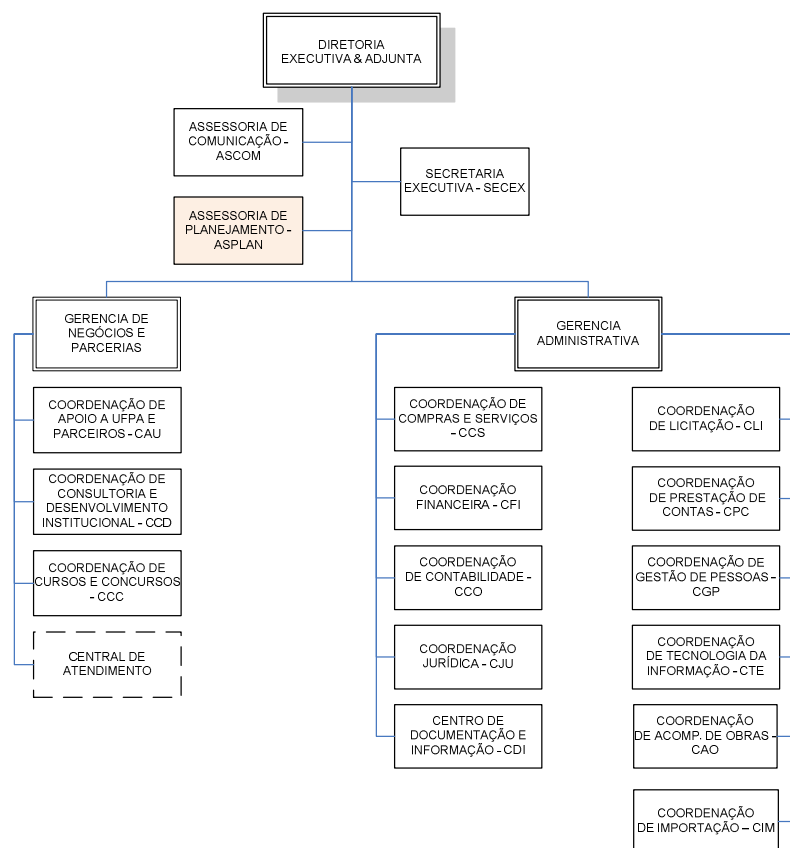 DIRETORIA
EXECUTIVA & ADJUNTA
ASSESSORIA DE
COMUNICAÇÃO -
ASCOM
SECRETARIA
EXECUTIVA - SECEX
ASSESSORIA DE
PLANEJAMENTO -
ASPLAN
GERENCIA DE
NEGÓCIOS E
PARCERIAS
COORDENAÇÃO DE
APOIO A UFPA E
PARCEIROS - CAU
COORDENAÇÃO DE
CONSULTORIA E
DESENVOLVIMENTO
INSTITUCIONAL - CCD
COORDENAÇÃO DE
CURSOS E CONCURSOS
- CCC
CENTRAL DE
ATENDIMENTO
GERENCIA
ADMINISTRATIVA
COORDENAÇÃO DE
COMPRAS E SERVIÇOS
- CCS
COORDENAÇÃO
FINANCEIRA - CFI
COORDENAÇÃO
DE CONTABILIDADE -
CCO
COORDENAÇÃO
JURÍDICA - CJU
CENTRO DE
DOCUMENTAÇÃO E
INFORMAÇÃO - CDI
COORDENAÇÃO
DE LICITAÇÃO - CLI
COORDENAÇÃO
DE PRESTAÇÃO DE
CONTAS - CPC
COORDENAÇÃO DE
GESTÃO DE PESSOAS -
CGP
COORDENAÇÃO
DE TECNOLOGIA DA
INFORMAÇÃO - CTE
COORDENAÇÃO
DE ACOMP. DE OBRAS -
CAO
COORDENAÇÃO
DE IMPORTAÇÃO – CIM